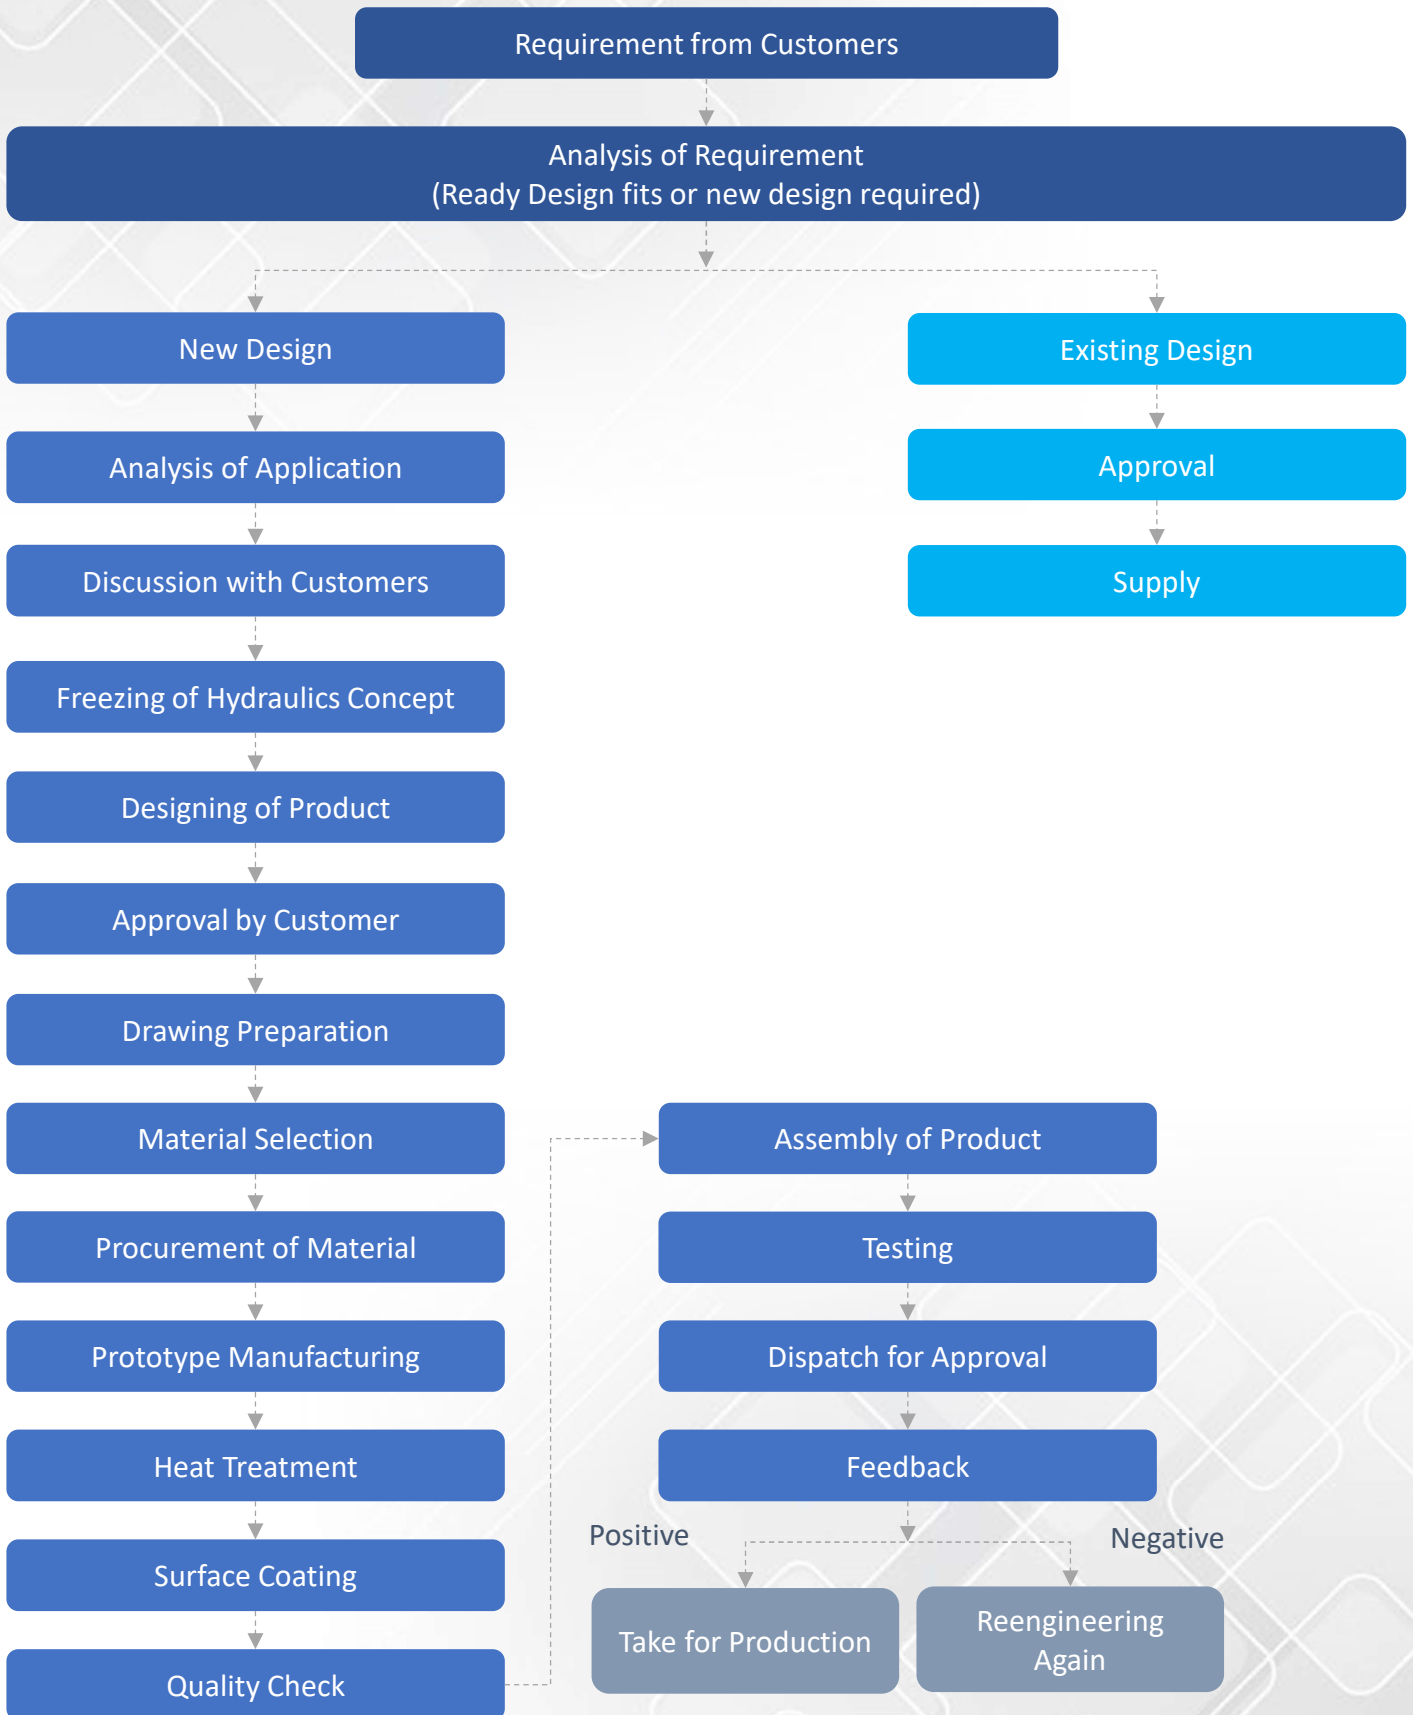 Requirement from Customers
Analysis of Requirement
(Ready Design fits or new design required)
New Design
Existing Design
Analysis of Application
Approval
Discussion with Customers
Supply
Freezing of Hydraulics Concept
Designing of Product
Approval by Customer
Drawing Preparation
Material Selection
Procurement of Material
Prototype Manufacturing
Heat Treatment
Surface Coating
Quality Check
Assembly of Product
Testing
Dispatch for Approval
Feedback
Positive
Negative
Take for Production
Reengineering
Again